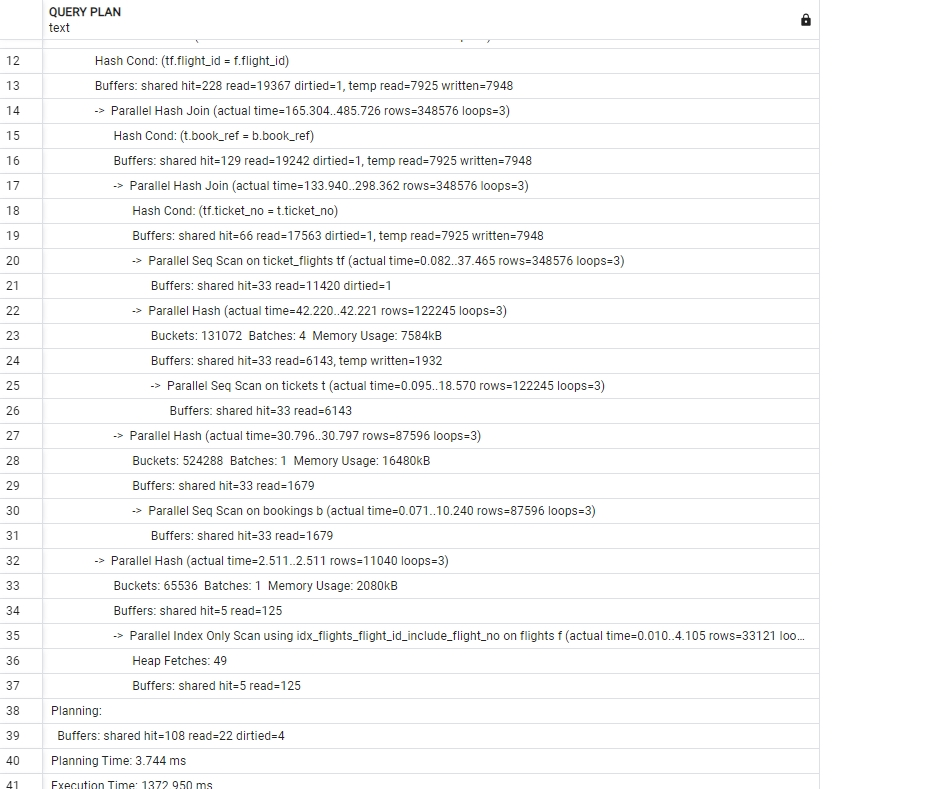 QUERY PLAN
text
12 Hash Cond: (tf.flight_id = f.flight_id)
13 Buffers: shared hit=228 read=19367 dirtied=1, temp read=7925 written=7948
14 -> Parallel Hash Join (actual time=165.304..485.726 rows=348576 loops=3)
15 Hash Cond: (t.book_ref = b.book_ref)
16 Buffers: shared hit=129 read=19242 dirtied=1, temp read=7925 written=7948
17 -> Parallel Hash Join (actual time=133.940..298.362 rows=348576 loops=3)
18 Hash Cond: (tf.ticket_no = t.ticket_no)
19 Buffers: shared hit=66 read=17563 dirtied=1, temp read=7925 written=7948
20 -> Parallel Seq Scan on ticket_flights tf (actual time=0.082..37.465 rows=348576 loops=3)
21 Buffers: shared hit=33 read=11420 dirtied=1
22 -> Parallel Hash (actual time=42.220..42.221 rows=122245 loops=3)
23 Buckets: 131072 Batches: 4 Memory Usage: 7584kB
24 Buffers: shared hit=33 read=6143, temp written=1932
25 -> Parallel Seq Scan on tickets t (actual time=0.095..18.570 rows=122245 loops=3)
26 Buffers: shared hit=33 read=6143
27 -> Parallel Hash (actual time=30.796..30.797 rows=87596 loops=3)
28 Buckets: 524288 Batches: 1 Memory Usage: 16480kB
29 Buffers: shared hit=33 read=1679
30 -> Parallel Seq Scan on bookings b (actual time=0.071..10.240 rows=87596 loops=3)
31 Buffers: shared hit=33 read=1679
32 -> Parallel Hash (actual time=2.511..2.511 rows=11040 loops=3)
33 Buckets: 65536 Batches: 1 Memory Usage: 2080kB
34 Buffers: shared hit=5 read=125
35 -> Parallel Index Only Scan using idx_flights_flight_id_include_flight_no on flights f (actual time=0.010..4.105 rows=33121 loo...
36 Heap Fetches: 49
37 Buffers: shared hit=5 read=125
38 Planning:
39 Buffers: shared hit=108 read=22 dirtied=4
40 Planning Time: 3.744 ms
41 Execution Time: 1372.950 ms